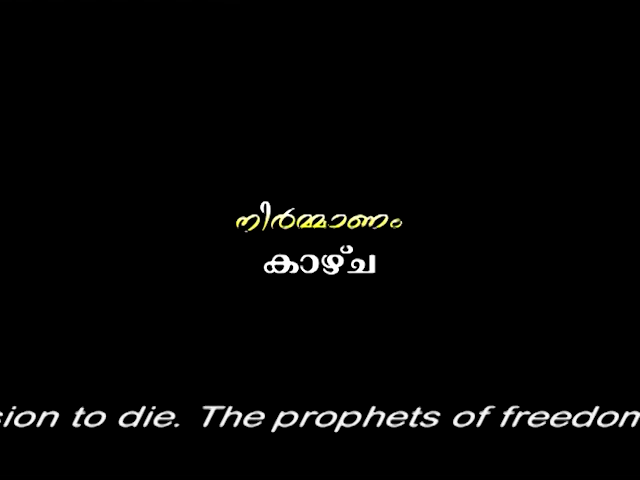 നിർമ്മാണം
കാഴ്ച
sion to die. The prophets of freedom